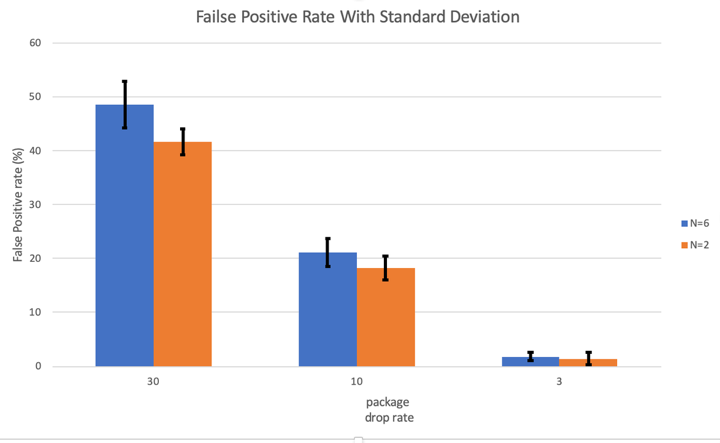 Failse Positive Rate With Standard Deviation
60
50
40
30
20
10
0
False Positive rate (%)
30
10
3
package
drop rate
N=6
N=2